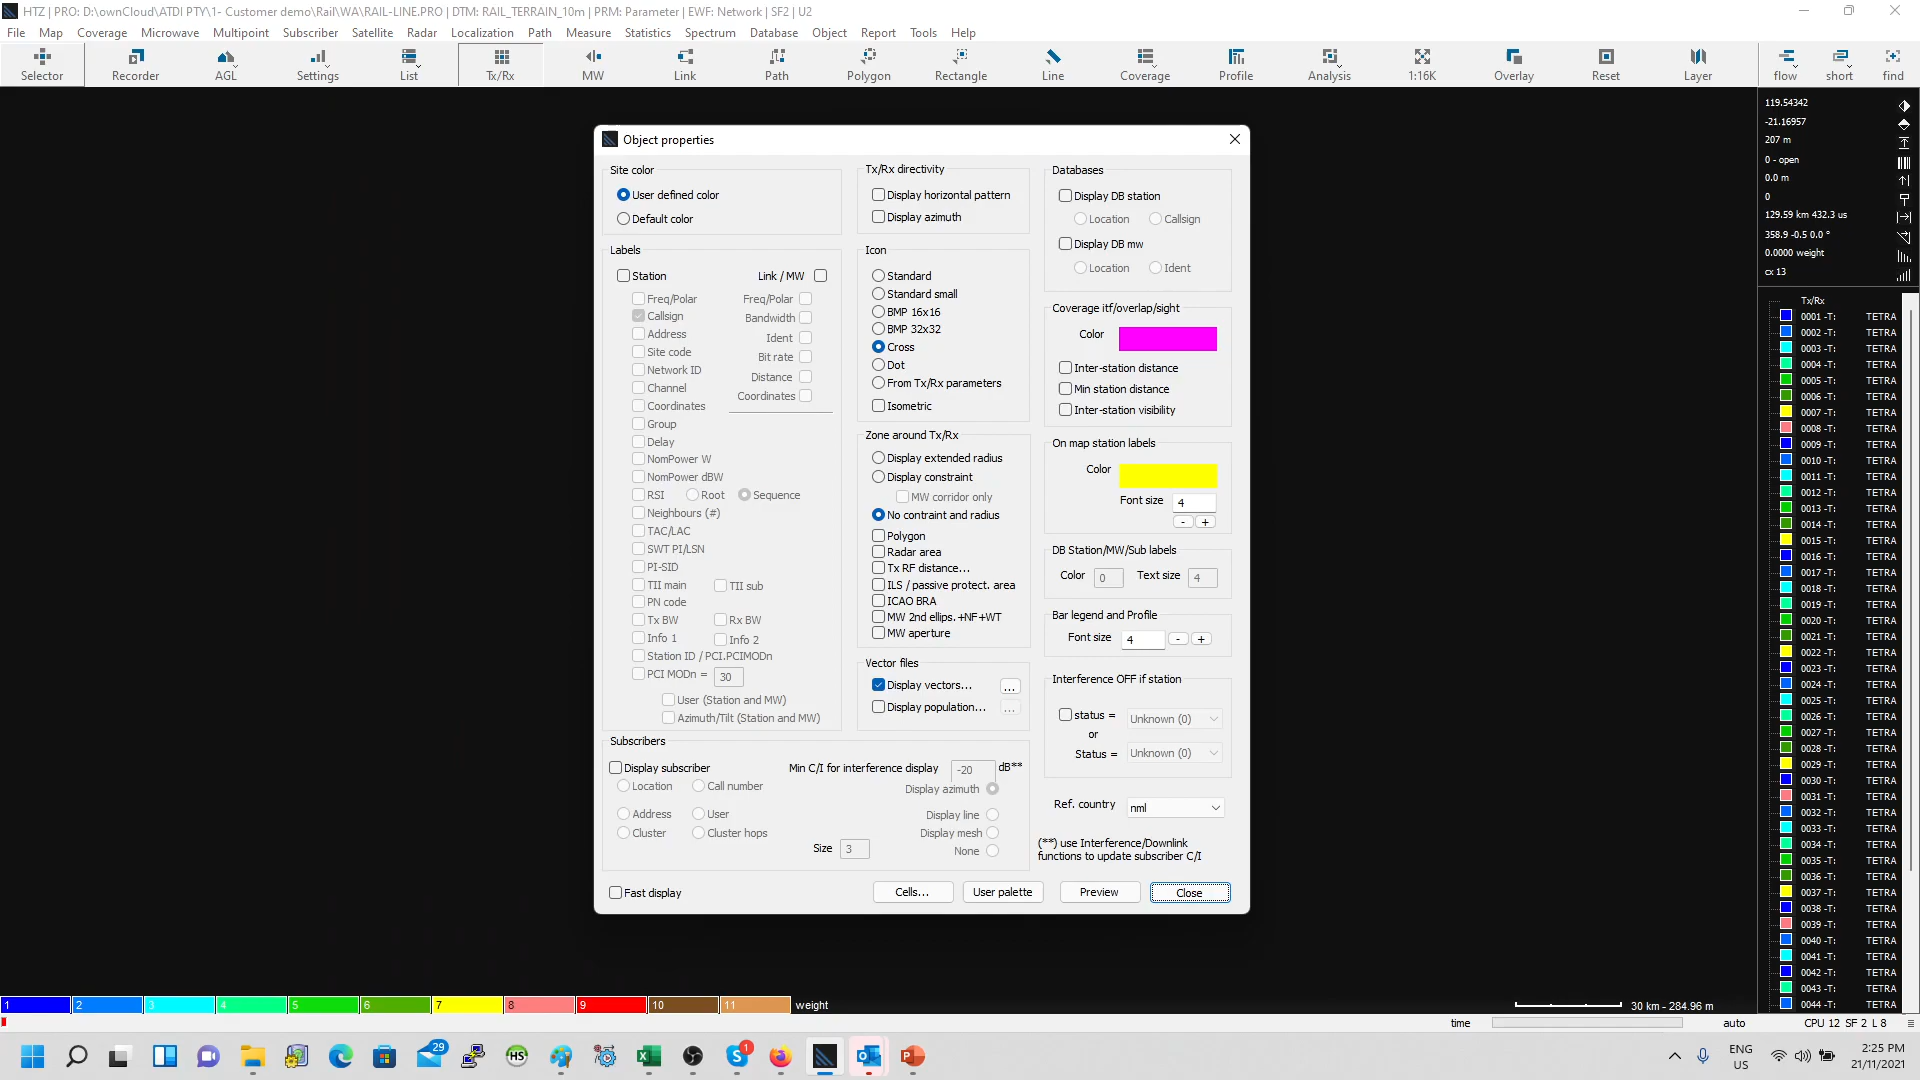 HTZ | PRO: D:\ownCloud\ATDI PTY\1- Customer demo\Rail\WA\RAIL-LINE.PRO | DTM: RAIL_TERRAIN_10m | PRM: Parameter | EWF: Network | SF2 | U2
File Map Coverage Microwave Multipoint Subscriber Satellite Radar Localization Path Measure Statistics Spectrum Database Object Report Tools Help
Selector Recorder AGL Settings List Tx/Rx MW Link Path Polygon Rectangle Line Coverage Profile Analysis 1:16K Overlay Reset Layer flow short find
119.54342
-21.16957
207 m
0 - open
0.0 m
0
129.59 km 432.3 us
358.9 -0.5 0.0 °
0.0000 weight
cx 13
Tx/Rx
0001 -T: TETRA
0002 -T: TETRA
0003 -T: TETRA
0004 -T: TETRA
0005 -T: TETRA
0006 -T: TETRA
0007 -T: TETRA
0008 -T: TETRA
0009 -T: TETRA
0010 -T: TETRA
0011 -T: TETRA
0012 -T: TETRA
0013 -T: TETRA
0014 -T: TETRA
0015 -T: TETRA
0016 -T: TETRA
0017 -T: TETRA
0018 -T: TETRA
0019 -T: TETRA
0020 -T: TETRA
0021 -T: TETRA
0022 -T: TETRA
0023 -T: TETRA
0024 -T: TETRA
0025 -T: TETRA
0026 -T: TETRA
0027 -T: TETRA
0028 -T: TETRA
0029 -T: TETRA
0030 -T: TETRA
0031 -T: TETRA
0032 -T: TETRA
0033 -T: TETRA
0034 -T: TETRA
0035 -T: TETRA
0036 -T: TETRA
0037 -T: TETRA
0038 -T: TETRA
0039 -T: TETRA
0040 -T: TETRA
0041 -T: TETRA
0042 -T: TETRA
0043 -T: TETRA
0044 -T: TETRA
Object properties
Site color
User defined color
Default color
Labels
Station Link / MW
Freq/Polar Freq/Polar
Callsign Bandwidth
Address Ident
Site code Bit rate
Network ID Distance
Channel Coordinates
Coordinates
Group
Delay
NomPower W
NomPower dBW
RSI Root Sequence
Neighbours (#)
TAC/LAC
SWT PI/LSN
PI-SID
TII main TII sub
PN code
Tx BW Rx BW
Info 1 Info 2
Station ID / PCI.PCIMODn
PCI MODn = 30
User (Station and MW)
Azimuth/Tilt (Station and MW)
Tx/Rx directivity
Display horizontal pattern
Display azimuth
Icon
Standard
Standard small
BMP 16x16
BMP 32x32
Cross
Dot
From Tx/Rx parameters
Isometric
Zone around Tx/Rx
Display extended radius
Display constraint
MW corridor only
No contraint and radius
Polygon
Radar area
Tx RF distance...
ILS / passive protect. area
ICAO BRA
MW 2nd ellips.+NF+WT
MW aperture
Vector files
Display vectors... ...
Display population... ...
Databases
Display DB station
Location Callsign
Display DB mw
Location Ident
Coverage itf/overlap/sight
Color
Inter-station distance
Min station distance
Inter-station visibility
On map station labels
Color
Font size 4
- +
DB Station/MW/Sub labels
Color 0 Text size 4
Bar legend and Profile
Font size 4 - +
Interference OFF if station
status = Unknown (0)
or
Status = Unknown (0)
Ref. country nml
(**) use Interference/Downlink
functions to update subscriber C/I
Subscribers
Display subscriber Min C/I for interference display -20 dB**
Location Call number Display azimuth
Address User Display line
Cluster Cluster hops Display mesh
Size 3 None
Fast display Cells... User palette Preview Close
1 2 3 4 5 6 7 8 9 10 11 weight
30 km - 284.96 m
time auto CPU 12 SF 2 L 8
29 HS S 1 P
ENG
US
2:25 PM
21/11/2021